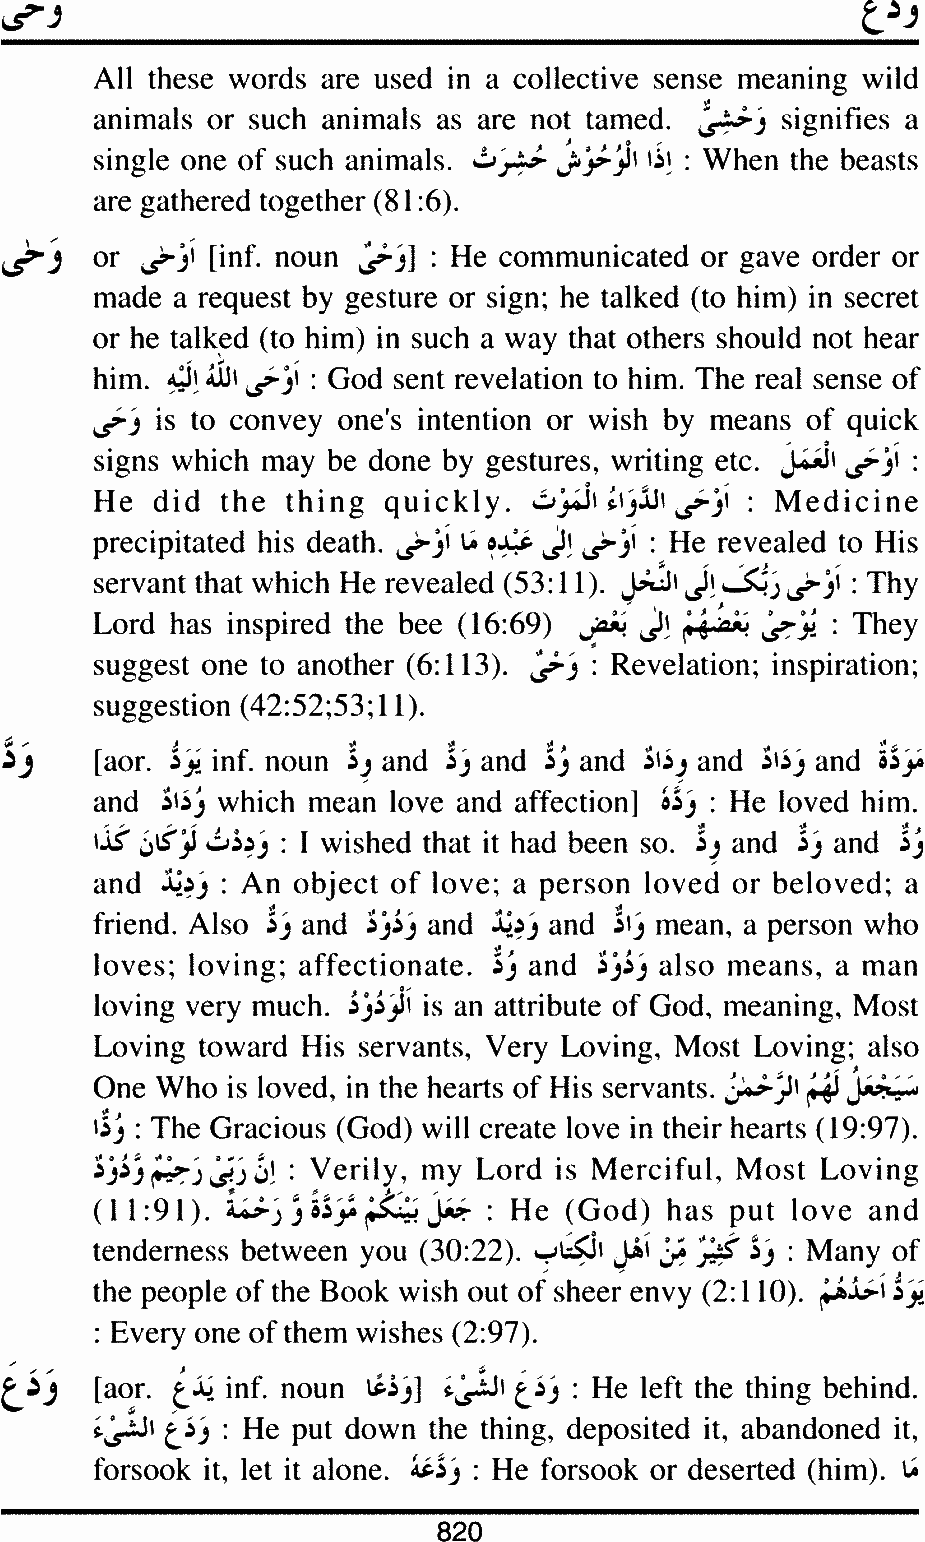 وحى ودع
All these words are used in a collective sense meaning wild
animals or such animals as are not tamed. وَحْشِیٌّ signifies a
single one of such animals. اِذَا الْوُحُوْشُ حُشِرَتْ : When the beasts
are gathered together (81:6).
وَحٰی or اَوْحٰی [inf. noun وَحْیٌ] : He communicated or gave order or
made a request by gesture or sign; he talked (to him) in secret
or he talked (to him) in such a way that others should not hear
him. اَوْحَی اللّٰهُ اِلَیْهِ : God sent revelation to him. The real sense of
وَحَی is to convey one's intention or wish by means of quick
signs which may be done by gestures, writing etc. اَوْحَی الْعَمَلَ :
He did the thing quickly. اَوْحَی الدَّوَاءُ الْمَوْتَ : Medicine
precipitated his death. اَوْحٰی اِلٰی عَبْدِهٖ مَا اَوْحٰی : He revealed to His
servant that which He revealed (53:11). اَوْحٰی رَبُّکَ اِلَی النَّحْلِ : Thy
Lord has inspired the bee (16:69) یُوْحِیْ بَعْضُهُمْ اِلٰی بَعْضٍ : They
suggest one to another (6:113). وَحْیٌ : Revelation; inspiration;
suggestion (42:52;53;11).
وَدَّ [aor. یَوَدُّ inf. noun وِدٌّ and وَدٌّ and وُدٌّ and وِدَادٌ and وَدَادٌ and مَوَدَّةٌ
and وُدَادٌ which mean love and affection] وَدَّهٗ : He loved him.
وَدِدْتُ لَوْ کَانَ کَذَا : I wished that it had been so. وِدٌّ and وَدٌّ and وُدٌّ
and وَدِیْدٌ : An object of love; a person loved or beloved; a
friend. Also وَدٌّ and وَدُوْدٌ and وَدِیْدٌ and وَادٌّ mean, a person who
loves; loving; affectionate. وُدٌّ and وَدُوْدٌ also means, a man
loving very much. اَلْوَدُوْدُ is an attribute of God, meaning, Most
Loving toward His servants, Very Loving, Most Loving; also
One Who is loved, in the hearts of His servants. سَیَجْعَلُ لَهُمُ الرَّحْمٰنُ
وُدًّا : The Gracious (God) will create love in their hearts (19:97).
اِنَّ رَبِّیْ رَحِیْمٌ وَّدُوْدٌ : Verily, my Lord is Merciful, Most Loving
(11:91). جَعَلَ بَیْنَکُمْ مَّوَدَّةً وَّ رَحْمَةً : He (God) has put love and
tenderness between you (30:22). وَدَّ کَثِیْرٌ مِّنْ اَهْلِ الْکِتَابِ : Many of
the people of the Book wish out of sheer envy (2:110). یَوَدُّ اَحَدُهُمْ
: Every one of them wishes (2:97).
وَدَعَ [aor. یَدَعُ inf. noun وَدْعًا] وَدَعَ الشَّیْءَ : He left the thing behind.
وَدَعَ الشَّیْءَ : He put down the thing, deposited it, abandoned it,
forsook it, let it alone. وَدَّعَهٗ : He forsook or deserted (him). مَا
820